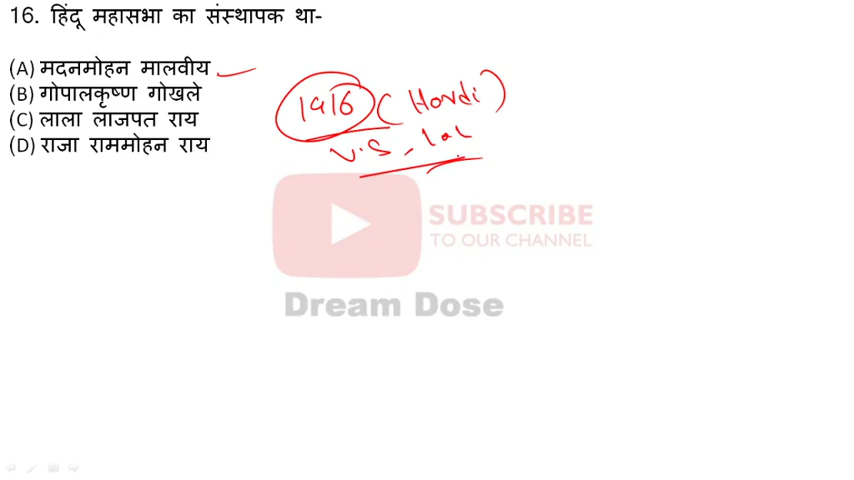 16. हिंदू महासभा का संस्थापक था-
(A) मदनमोहन मालवीय
(B) गोपालकृष्ण गोखले
(C) लाला लाजपत राय
(D) राजा राममोहन राय
1916 (Hardi)
V.S. lal
SUBSCRIBE
TO OUR CHANNEL
Dream Dose